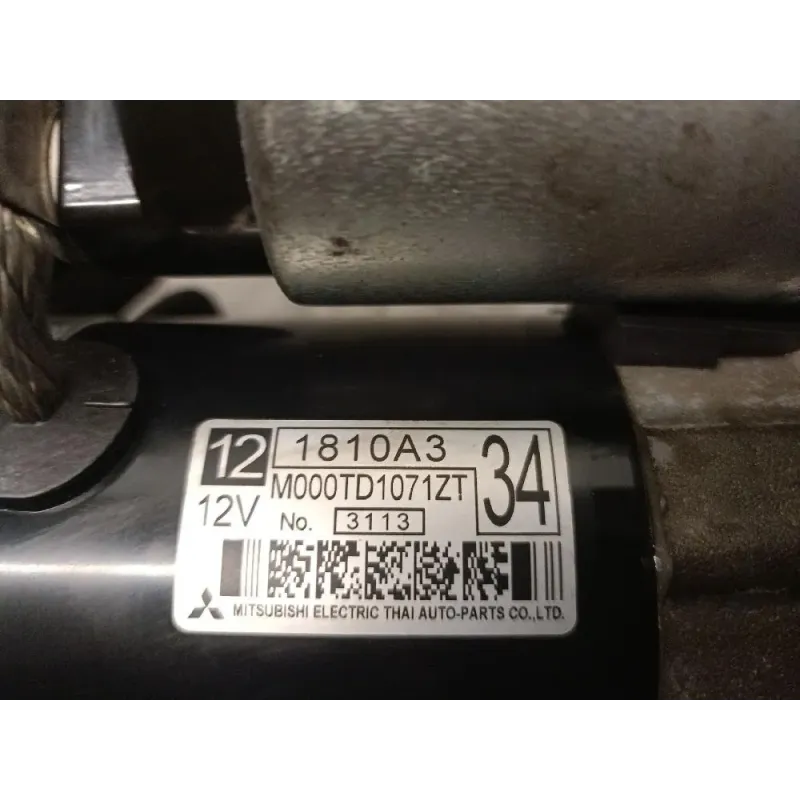 12 1810A3 34
M000TD1071ZT
12V No. 3113
MITSUBISHI ELECTRIC THAI AUTO-PARTS CO.,LTD.